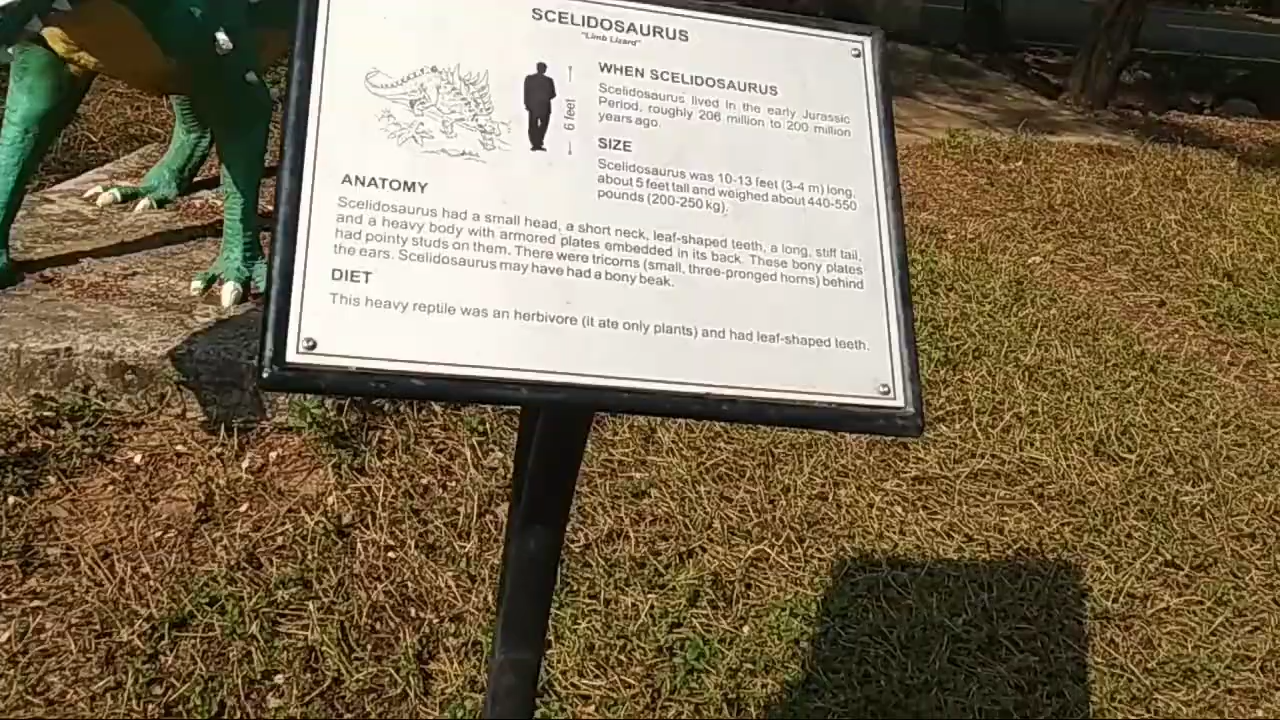 SCELIDOSAURUS
"Limb Lizard"
6 feet
WHEN SCELIDOSAURUS
Scelidosaurus lived in the early Jurassic
Period, roughly 206 million to 200 million
years ago.
SIZE
Scelidosaurus was 10-13 feet (3-4 m) long,
about 5 feet tall and weighed about 440-550
pounds (200-250 kg).
ANATOMY
Scelidosaurus had a small head, a short neck, leaf-shaped teeth, a long, stiff tail,
and a heavy body with armored plates embedded in its back. These bony plates
had pointy studs on them. There were tricorns (small, three-pronged horns) behind
the ears. Scelidosaurus may have had a bony beak.
DIET
This heavy reptile was an herbivore (it ate only plants) and had leaf-shaped teeth.